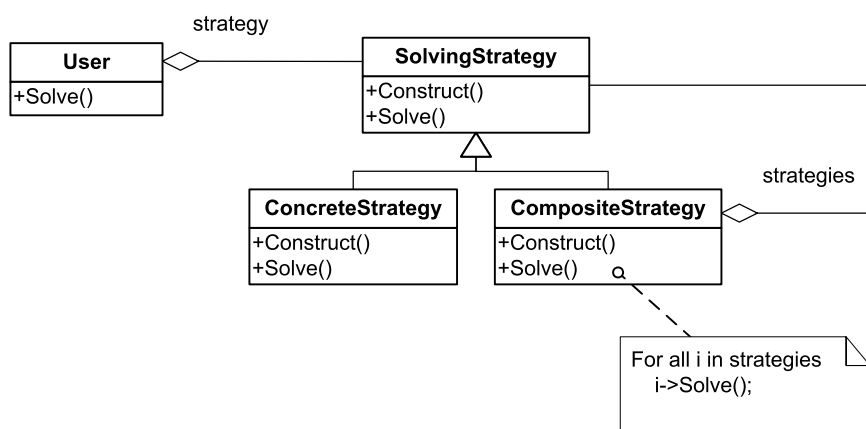 strategy
User
+Solve()
SolvingStrategy
+Construct()
+Solve()
strategies
ConcreteStrategy
+Construct()
+Solve()
CompositeStrategy
+Construct()
+Solve()
For all i in strategies
i->Solve();